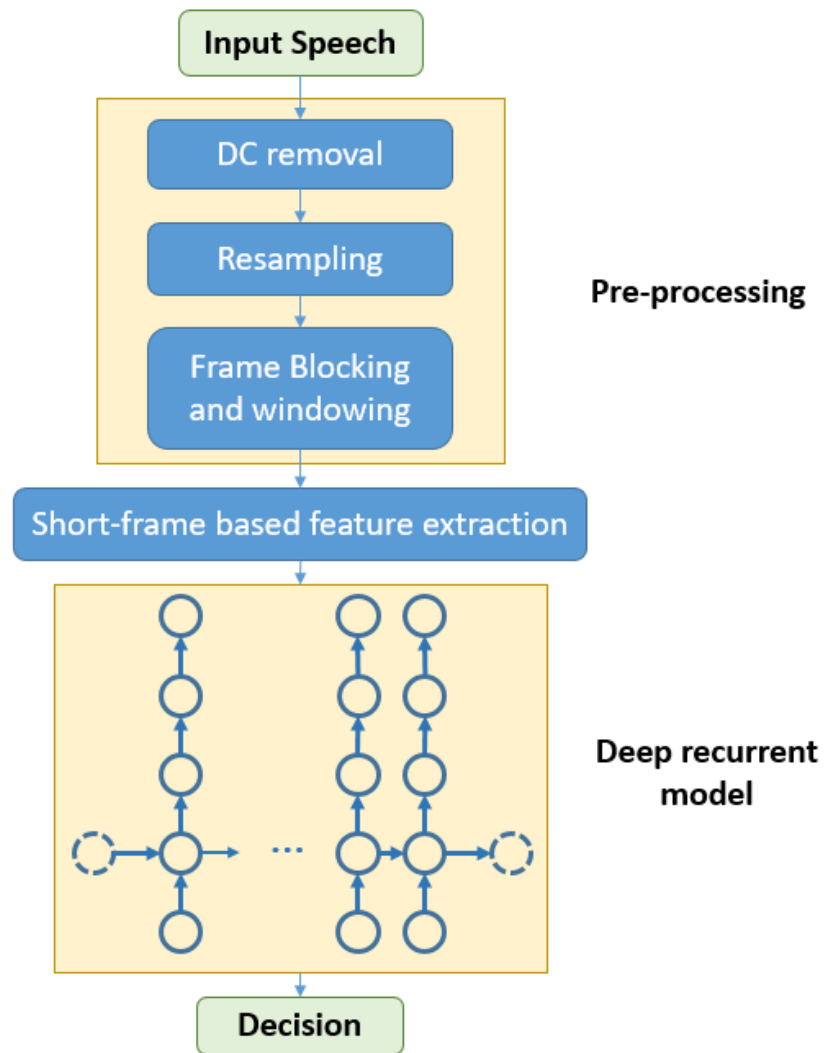 Input Speech
DC removal
Resampling
Pre-processing
Frame Blocking
and windowing
Short-frame based feature extraction
Deep recurrent
model
...
Decision